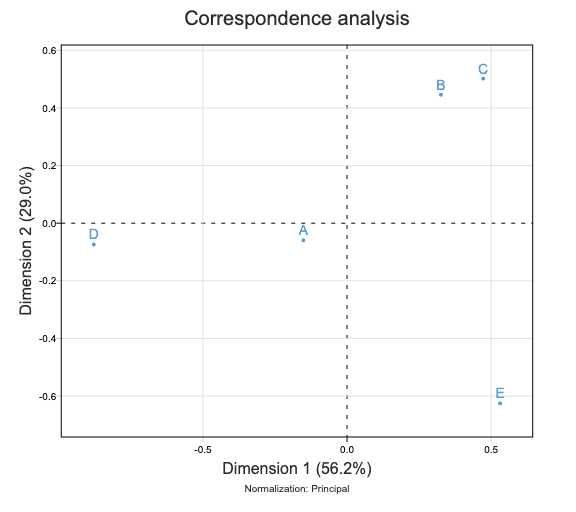 Correspondence analysis
0.6
0.4
0.2
0.0
-0.2
-0.4
-0.6
Dimension 2 (29.0%)
C
B
D
A
E
-0.5
0.0
0.5
Dimension 1 (56.2%)
Normalization: Principal